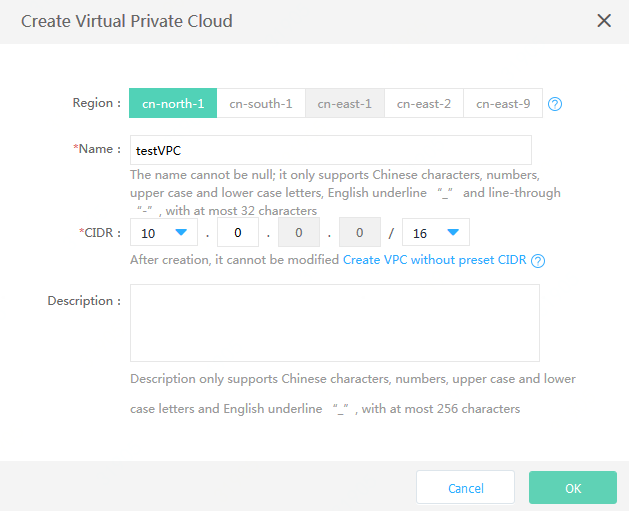 Create Virtual Private Cloud
Region : cn-north-1 cn-south-1 cn-east-1 cn-east-2 cn-east-9 ?
*Name : testVPC
The name cannot be null; it only supports Chinese characters, numbers,
upper case and lower case letters, English underline “_” and line-through
“-”, with at most 32 characters
*CIDR : 10 . 0 . 0 . 0 / 16
After creation, it cannot be modified Create VPC without preset CIDR ?
Description :
Description only supports Chinese characters, numbers, upper case and lower
case letters and English underline “_”, with at most 256 characters
Cancel OK